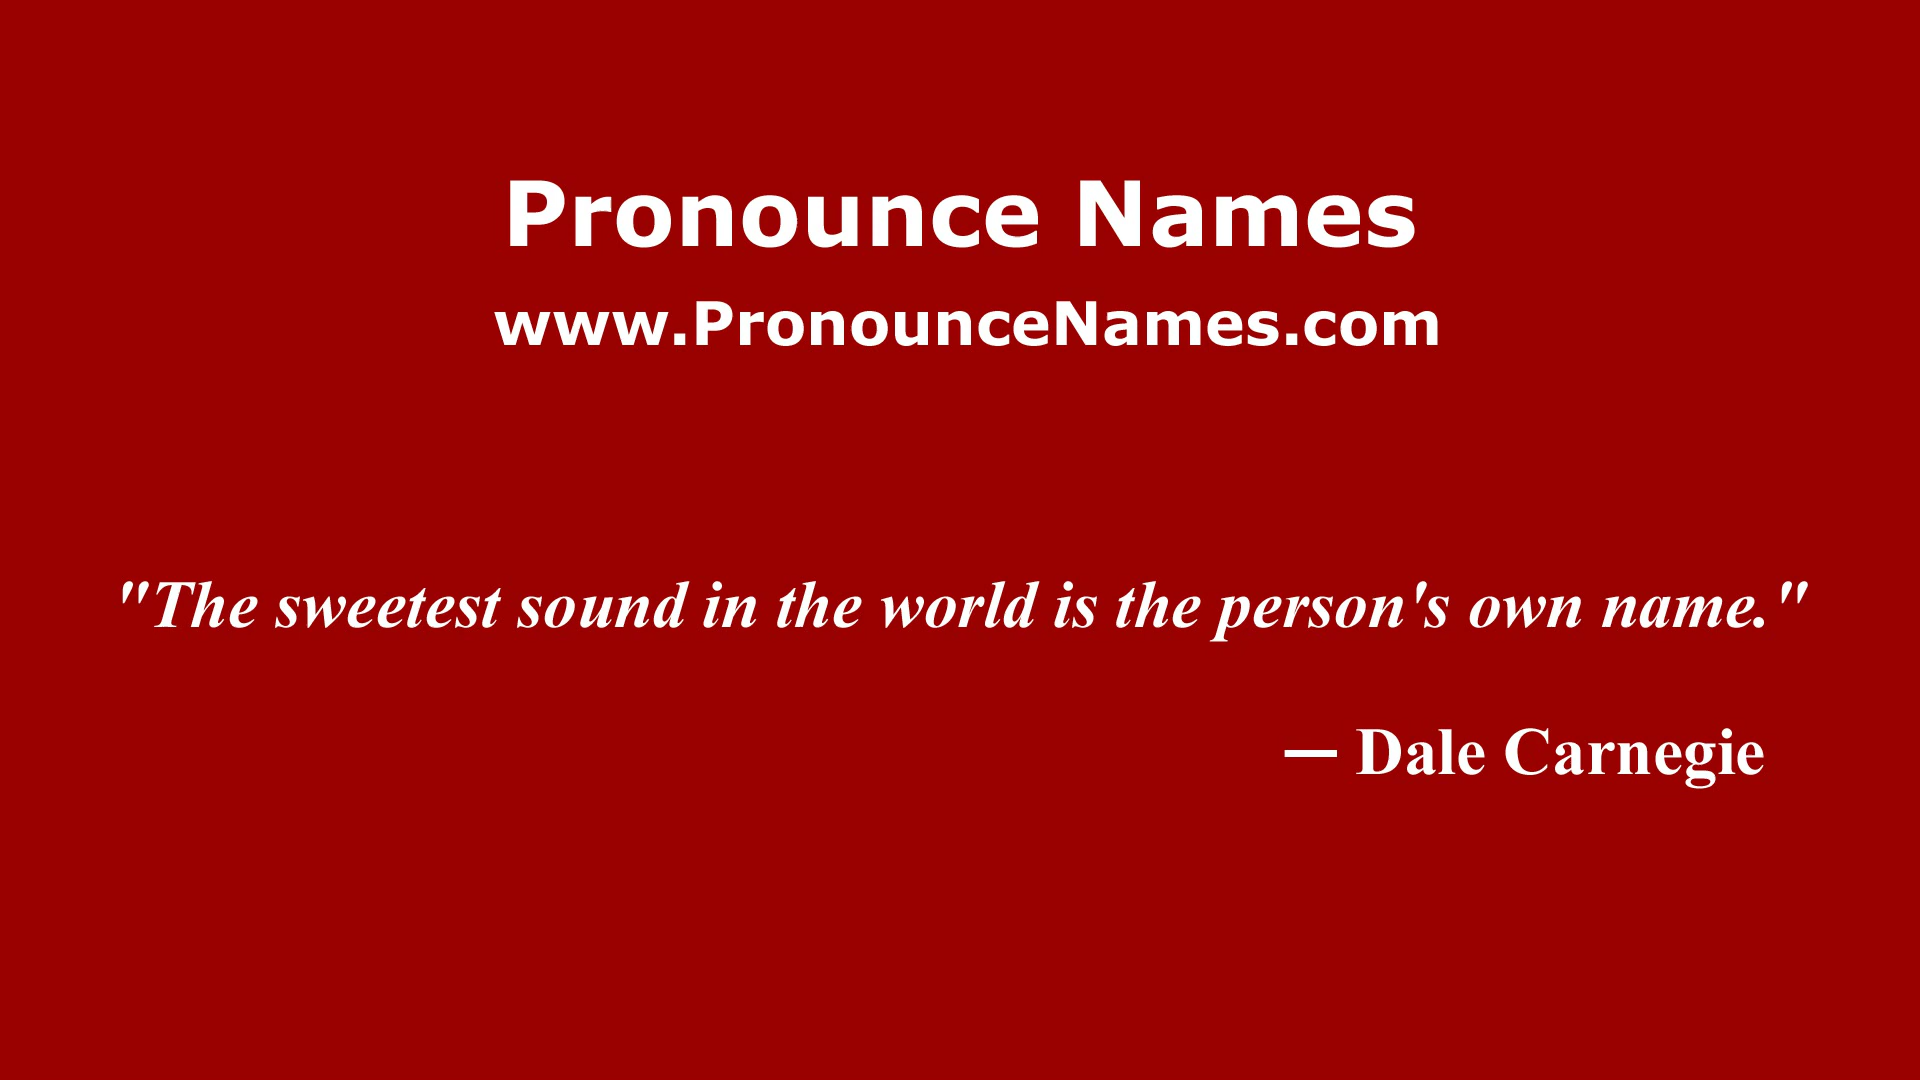 Pronounce Names
www.PronounceNames.com
"The sweetest sound in the world is the person's own name."
— Dale Carnegie